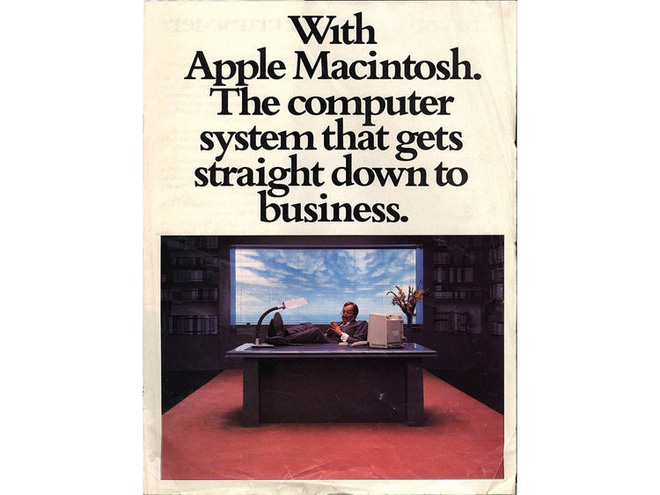 With
Apple Macintosh.
The computer
system that gets
straight down to
business.